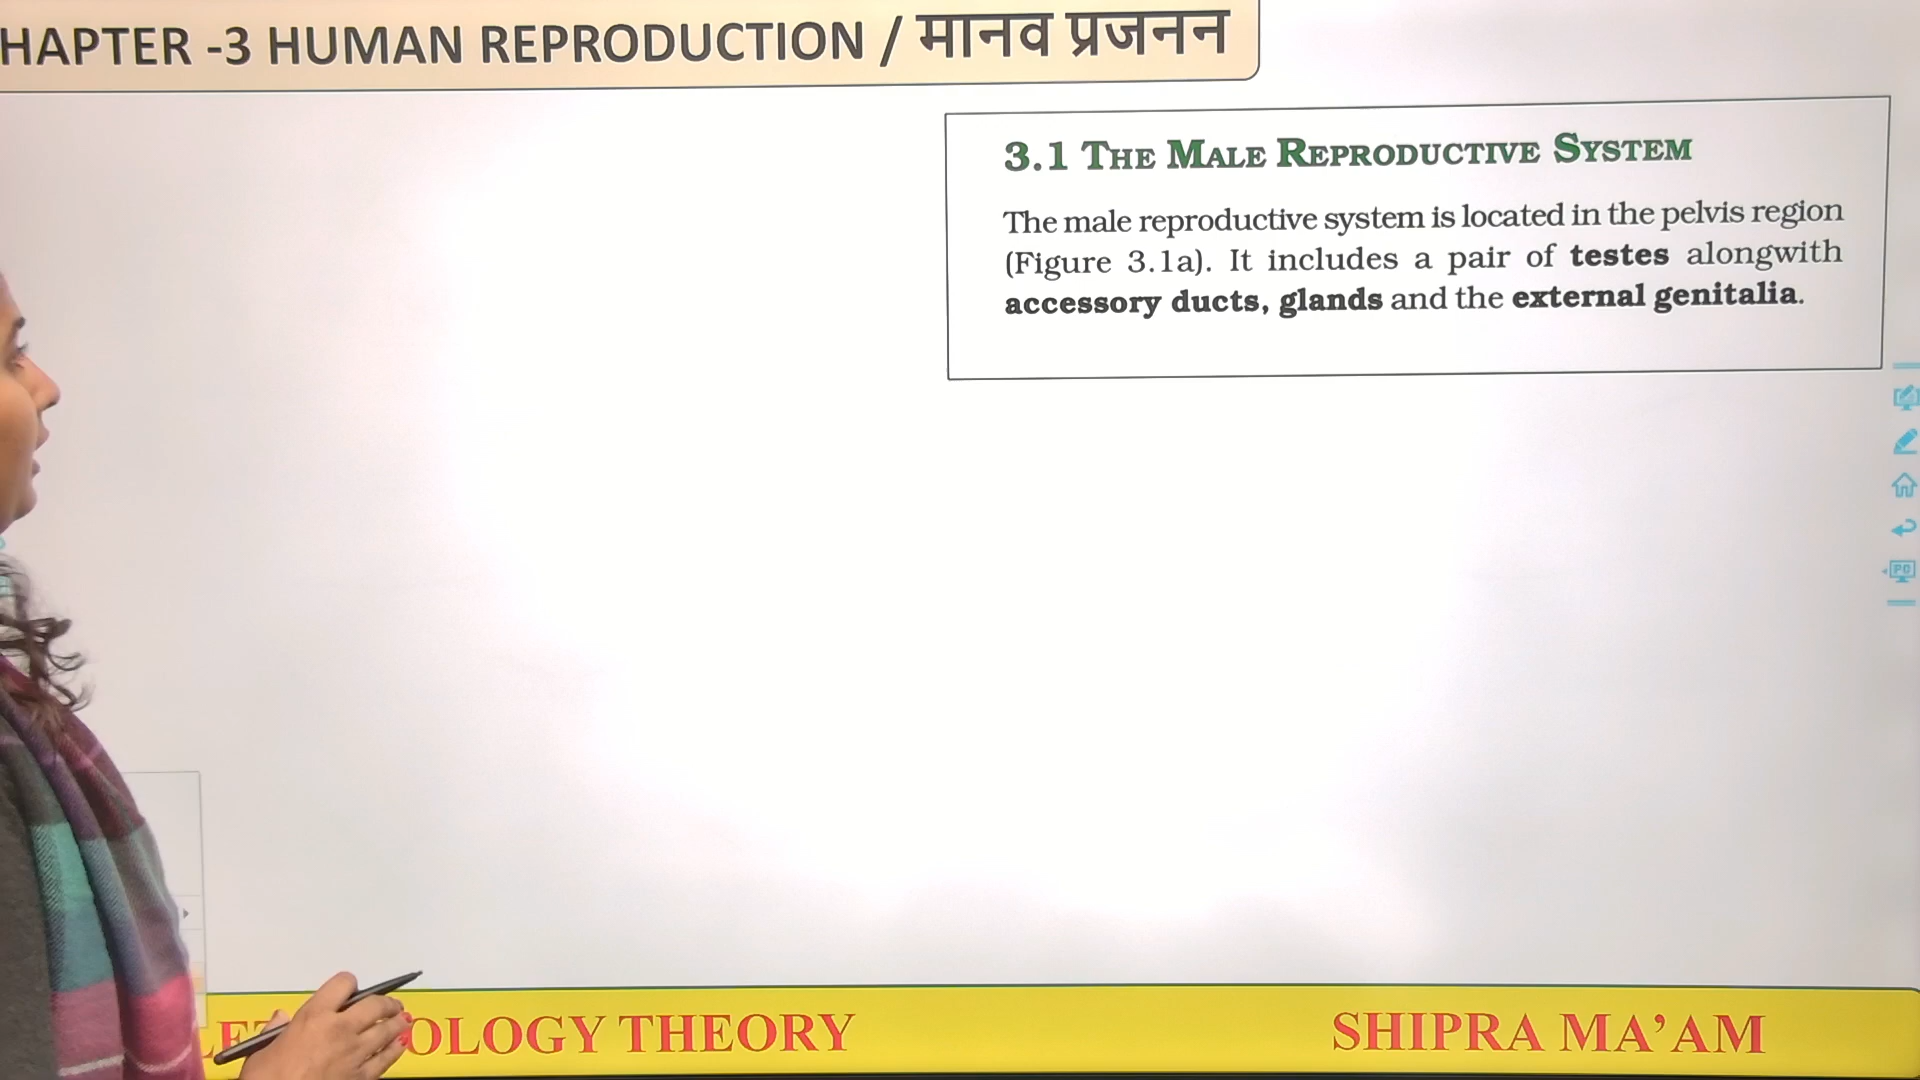 HAPTER -3 HUMAN REPRODUCTION / मानव प्रजनन
3.1 THE MALE REPRODUCTIVE SYSTEM
The male reproductive system is located in the pelvis region
(Figure 3.1a). It includes a pair of testes alongwith
accessory ducts, glands and the external genitalia.
OLOGY THEORY
SHIPRA MA'AM